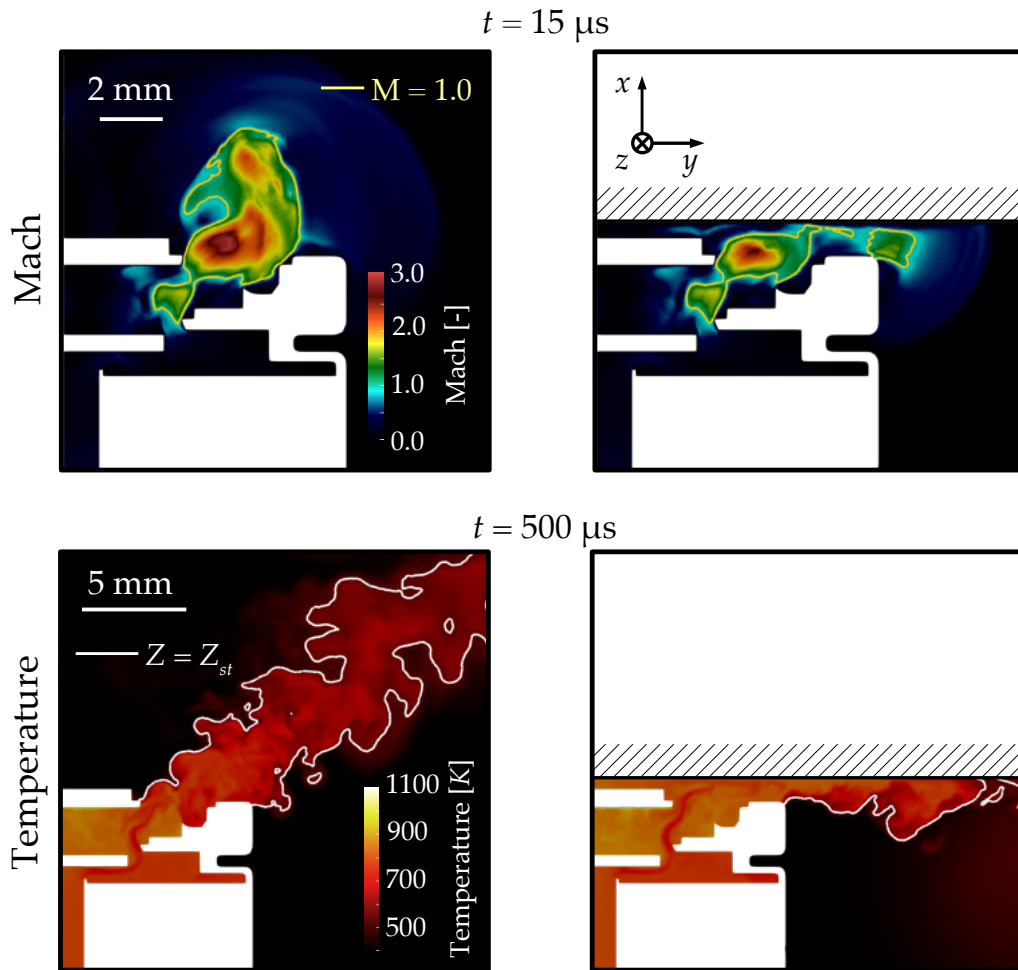 t = 15 µs
2 mm
M = 1.0
x
z
y
Mach
3.0
2.0
1.0
0.0
Mach [-]
t = 500 µs
5 mm
Z = Z_st
Temperature
1100
900
700
500
Temperature [K]